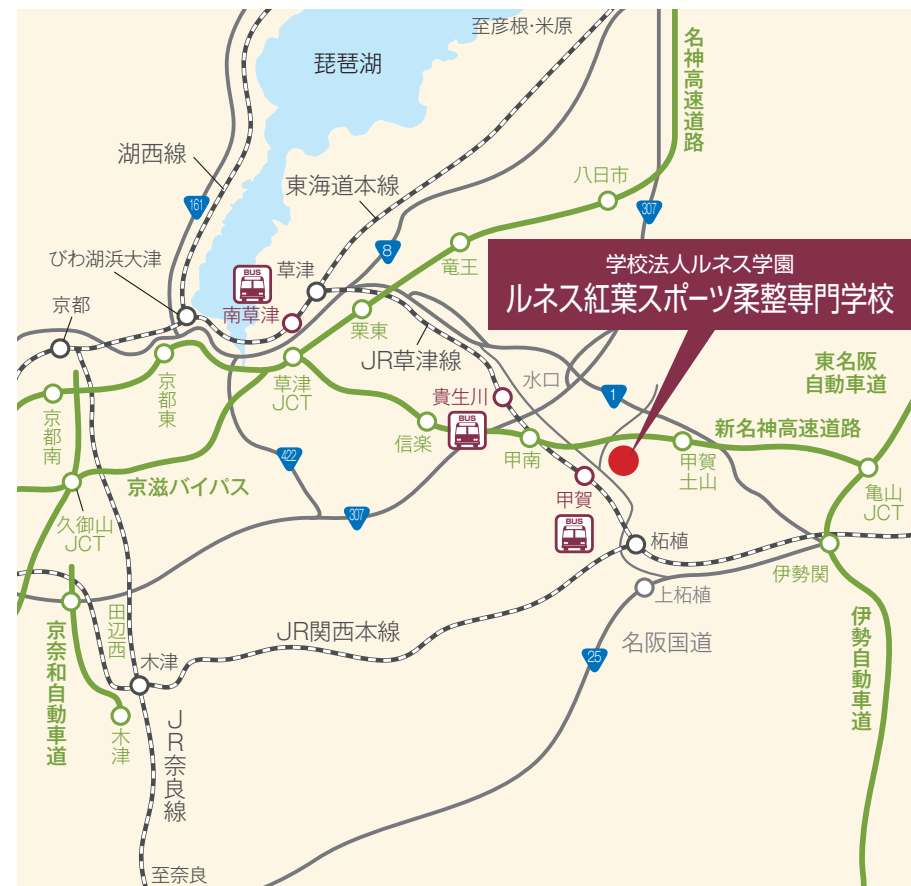 至彦根・米原
琵琶湖
名神高速道路
湖西線
東海道本線
八日市
161
307
8
びわ湖浜大津
BUS
草津
竜王
学校法人ルネス学園
ルネス紅葉スポーツ柔整専門学校
京都
南草津
栗東
JR草津線
水口
東名阪
自動車道
京都東
草津
JCT
貴生川
1
京都南
信楽
BUS
甲南
新名神高速道路
甲賀
土山
422
京滋バイパス
甲賀
亀山
JCT
久御山
JCT
307
BUS
柘植
伊勢関
田辺西
上柘植
京奈和自動車道
JR関西本線
名阪国道
伊勢自動車道
木津
25
木津
JR奈良線
至奈良